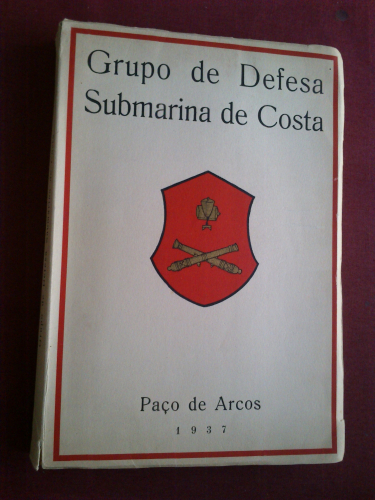 Grupo de Defesa
Submarina de Costa
Paço de Arcos
1937